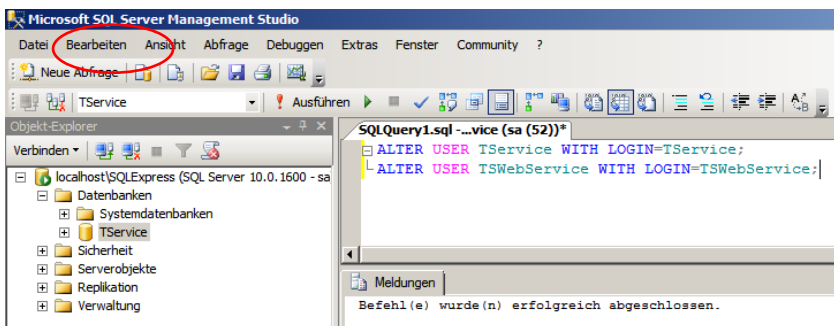 Microsoft SQL Server Management Studio
Datei Bearbeiten Ansicht Abfrage Debuggen Extras Fenster Community ?
Neue Abfrage
TService Ausführen
Objekt-Explorer
Verbinden
localhost\SQLExpress (SQL Server 10.0.1600 - sa
Datenbanken
Systemdatenbanken
TService
Sicherheit
Serverobjekte
Replikation
Verwaltung
SQLQuery1.sql -...vice (sa (52))*
ALTER USER TService WITH LOGIN=TService;
ALTER USER TSWebService WITH LOGIN=TSWebService;
Meldungen
Befehl(e) wurde(n) erfolgreich abgeschlossen.